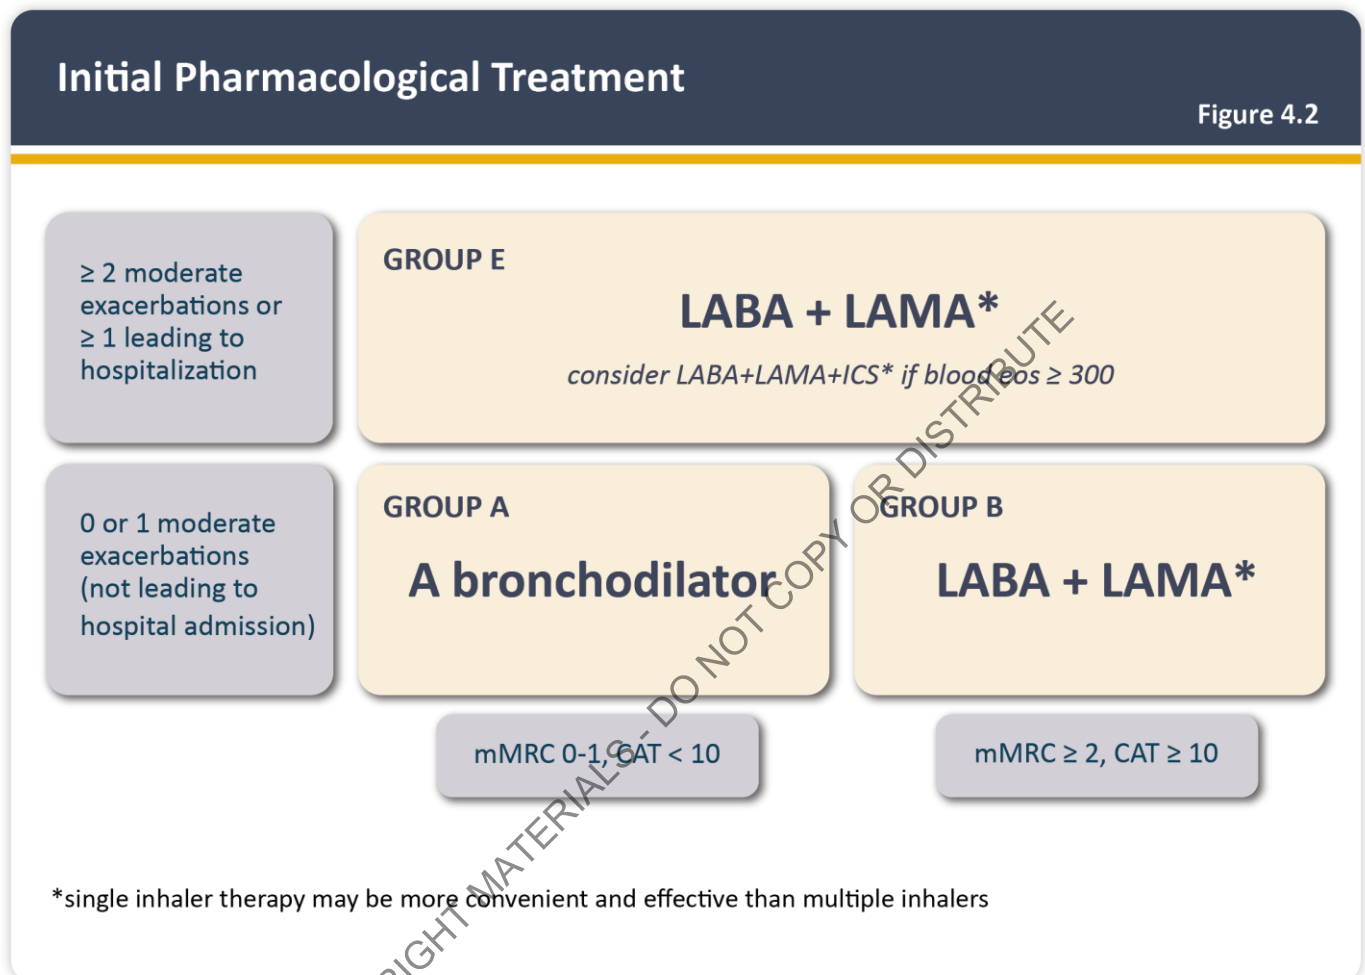 Initial Pharmacological Treatment
Figure 4.2
≥ 2 moderate
exacerbations or
≥ 1 leading to
hospitalization
GROUP E
LABA + LAMA*
consider LABA+LAMA+ICS* if blood eos ≥ 300
0 or 1 moderate
exacerbations
(not leading to
hospital admission)
GROUP A
A bronchodilator
GROUP B
LABA + LAMA*
mMRC 0-1, CAT < 10
mMRC ≥ 2, CAT ≥ 10
*single inhaler therapy may be more convenient and effective than multiple inhalers
MATERIALS - DO NOT COPY OR DISTRIBUTE